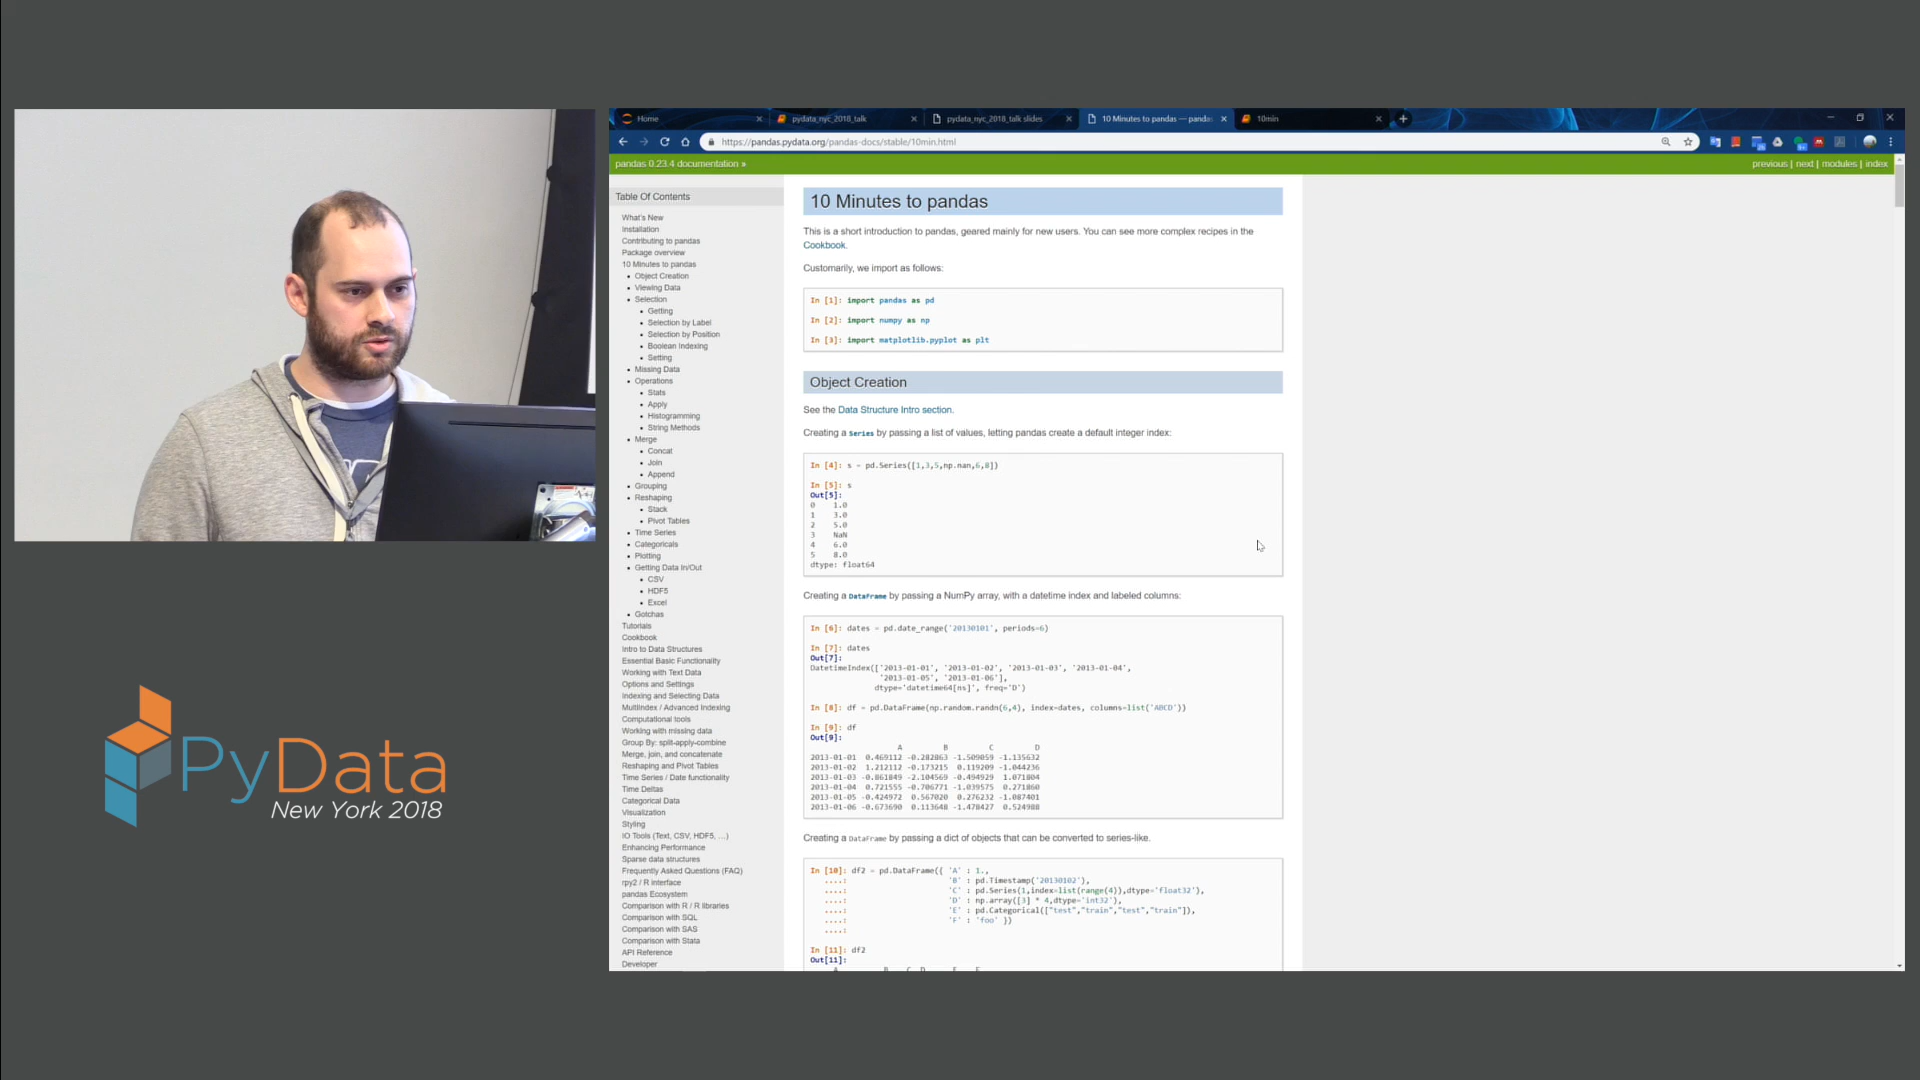 Home
pydata_nyc_2018_talk
pydata_nyc_2018_talk slides
10 Minutes to pandas — pandas
10min
https://pandas.pydata.org/pandas-docs/stable/10min.html
pandas 0.23.4 documentation »
previous | next | modules | index
Table Of Contents
What's New
Installation
Contributing to pandas
Package overview
10 Minutes to pandas
Object Creation
Viewing Data
Selection
Getting
Selection by Label
Selection by Position
Boolean Indexing
Setting
Missing Data
Operations
Stats
Apply
Histogramming
String Methods
Merge
Concat
Join
Append
Grouping
Reshaping
Stack
Pivot Tables
Time Series
Categoricals
Plotting
Getting Data In/Out
CSV
HDF5
Excel
Gotchas
Tutorials
Cookbook
Intro to Data Structures
Essential Basic Functionality
Working with Text Data
Options and Settings
Indexing and Selecting Data
MultiIndex / Advanced Indexing
Computational tools
Working with missing data
Group By: split-apply-combine
Merge, join, and concatenate
Reshaping and Pivot Tables
Time Series / Date functionality
Time Deltas
Categorical Data
Visualization
Styling
IO Tools (Text, CSV, HDF5, ...)
Enhancing Performance
Sparse data structures
Frequently Asked Questions (FAQ)
rpy2 / R interface
pandas Ecosystem
Comparison with R / R libraries
Comparison with SQL
Comparison with SAS
Comparison with Stata
API Reference
Developer
10 Minutes to pandas
This is a short introduction to pandas, geared mainly for new users. You can see more complex recipes in the
Cookbook.
Customarily, we import as follows:
In [1]: import pandas as pd
In [2]: import numpy as np
In [3]: import matplotlib.pyplot as plt
Object Creation
See the Data Structure Intro section.
Creating a Series by passing a list of values, letting pandas create a default integer index:
In [4]: s = pd.Series([1,3,5,np.nan,6,8])
In [5]: s
Out[5]:
0 1.0
1 3.0
2 5.0
3 NaN
4 6.0
5 8.0
dtype: float64
Creating a DataFrame by passing a NumPy array, with a datetime index and labeled columns:
In [6]: dates = pd.date_range('20130101', periods=6)
In [7]: dates
Out[7]:
DatetimeIndex(['2013-01-01', '2013-01-02', '2013-01-03', '2013-01-04',
'2013-01-05', '2013-01-06'],
dtype='datetime64[ns]', freq='D')
In [8]: df = pd.DataFrame(np.random.randn(6,4), index=dates, columns=list('ABCD'))
In [9]: df
Out[9]:
A B C D
2013-01-01 0.469112 -0.282863 -1.509059 -1.135632
2013-01-02 1.212112 -0.173215 0.119209 -1.044236
2013-01-03 -0.861849 -2.104569 -0.494929 1.071804
2013-01-04 0.721555 -0.706771 -1.039575 0.271860
2013-01-05 -0.424972 0.567020 0.276232 -1.087401
2013-01-06 -0.673690 0.113648 -1.478427 0.524988
Creating a DataFrame by passing a dict of objects that can be converted to series-like.
In [10]: df2 = pd.DataFrame({ 'A' : 1.,
....: 'B' : pd.Timestamp('20130102'),
....: 'C' : pd.Series(1,index=list(range(4)),dtype='float32'),
....: 'D' : np.array([3] * 4,dtype='int32'),
....: 'E' : pd.Categorical(["test","train","test","train"]),
....: 'F' : 'foo' })
....:
In [11]: df2
Out[11]:
PyData
New York 2018